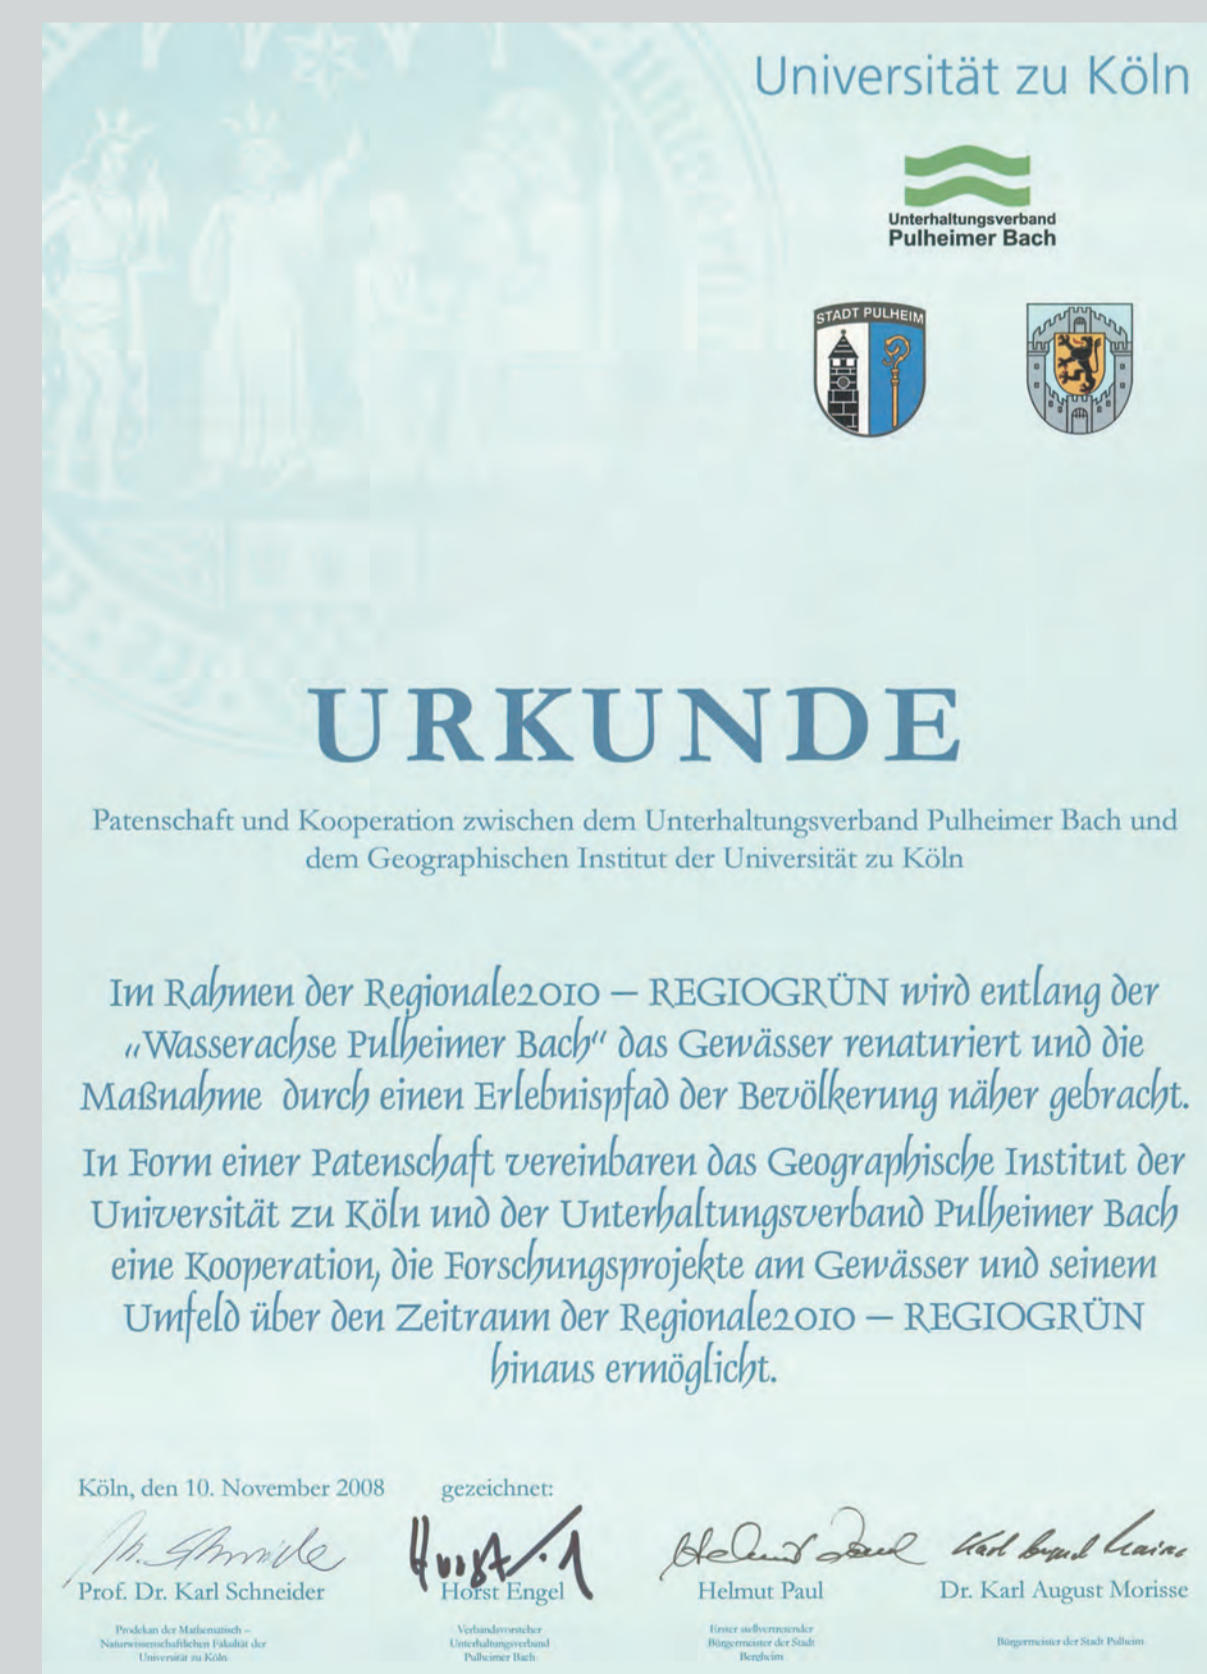 Universität zu Köln
Unterhaltungsverband
Pulheimer Bach
STADT PULHEIM
URKUNDE
Patenschaft und Kooperation zwischen dem Unterhaltungsverband Pulheimer Bach und
dem Geographischen Institut der Universität zu Köln
Im Rahmen der Regionale2010 – REGIOGRÜN wird entlang der
„Wasserachse Pulheimer Bach“ das Gewässer renaturiert und die
Maßnahme durch einen Erlebnispfad der Bevölkerung näher gebracht.
In Form einer Patenschaft vereinbaren das Geographische Institut der
Universität zu Köln und der Unterhaltungsverband Pulheimer Bach
eine Kooperation, die Forschungsprojekte am Gewässer und seinem
Umfeld über den Zeitraum der Regionale2010 – REGIOGRÜN
hinaus ermöglicht.
Köln, den 10. November 2008 gezeichnet:
Prof. Dr. Karl Schneider Horst Engel Helmut Paul Dr. Karl August Morisse
Prodekan der Mathematisch –
Naturwissenschaftlichen Fakultät der
Universität zu Köln
Verbandsvorsteher
Unterhaltungsverband
Pulheimer Bach
Erster stellvertretender
Bürgermeister der Stadt
Bergheim
Bürgermeister der Stadt Pulheim